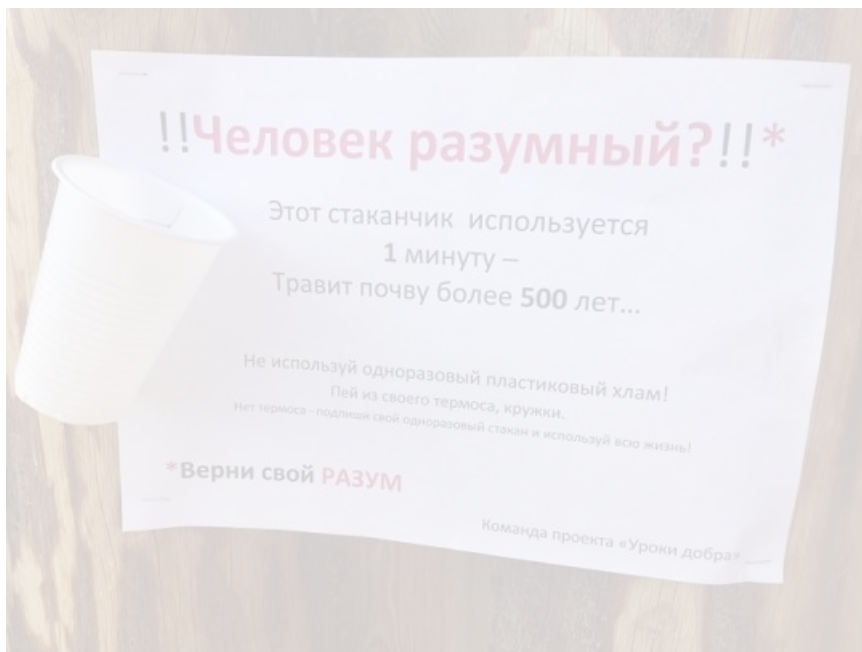 !!Человек разумный?!!*
Этот стаканчик используется
1 минуту –
Травит почву более 500 лет...
Не используй одноразовый пластиковый хлам!
Пей из своего термоса, кружки.
Нет термоса - подпиши свой одноразовый стакан и используй всю жизнь!
*Верни свой РАЗУМ
Команда проекта «Уроки добра»